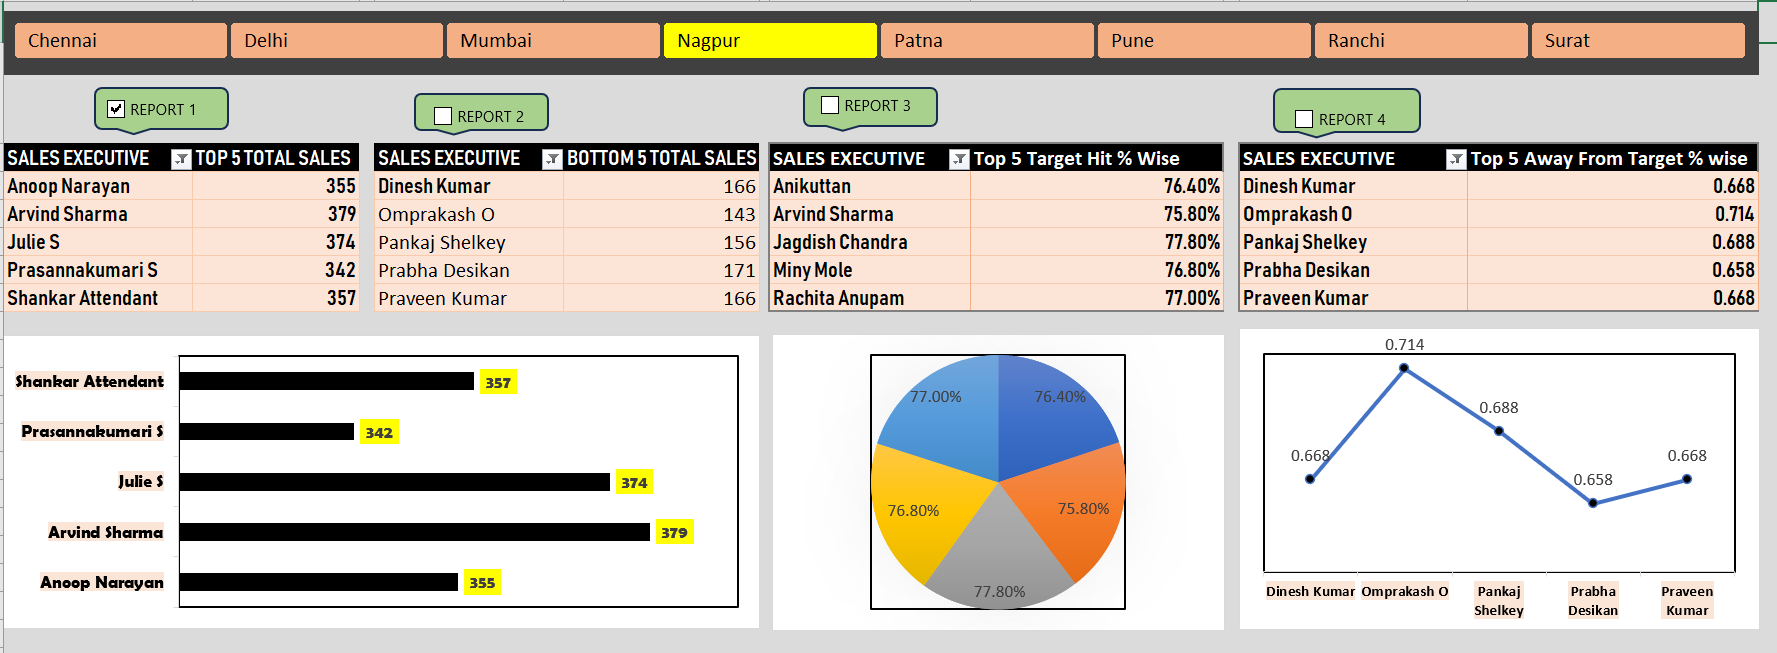 Chennai Delhi Mumbai Nagpur Patna Pune Ranchi Surat
REPORT 1 REPORT 2 REPORT 3 REPORT 4
SALES EXECUTIVE TOP 5 TOTAL SALES
Anoop Narayan 355
Arvind Sharma 379
Julie S 374
Prasannakumari S 342
Shankar Attendant 357
SALES EXECUTIVE BOTTOM 5 TOTAL SALES
Dinesh Kumar 166
Omprakash O 143
Pankaj Shelkey 156
Prabha Desikan 171
Praveen Kumar 166
SALES EXECUTIVE Top 5 Target Hit % Wise
Anikuttan 76.40%
Arvind Sharma 75.80%
Jagdish Chandra 77.80%
Miny Mole 76.80%
Rachita Anupam 77.00%
SALES EXECUTIVE Top 5 Away From Target % wise
Dinesh Kumar 0.668
Omprakash O 0.714
Pankaj Shelkey 0.688
Prabha Desikan 0.658
Praveen Kumar 0.668
Shankar Attendant 357
Prasannakumari S 342
Julie S 374
Arvind Sharma 379
Anoop Narayan 355
77.00% 76.40%
76.80% 75.80%
77.80%
0.714
0.688
0.668 0.668
0.658
Dinesh Kumar Omprakash O Pankaj Prabha Praveen
Shelkey Desikan Kumar